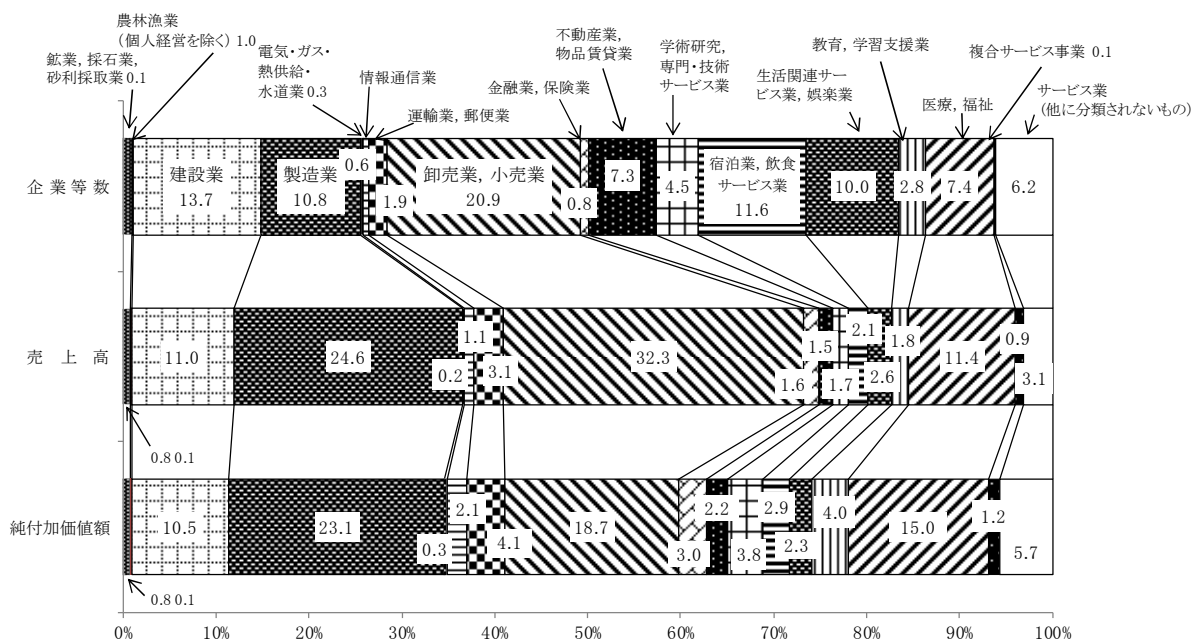 農林漁業
(個人経営を除く) 1.0
鉱業, 採石業,
砂利採取業 0.1
電気・ガス・
熱供給・
水道業 0.3
情報通信業
運輸業, 郵便業
金融業, 保険業
不動産業,
物品賃貸業
学術研究,
専門・技術
サービス業
生活関連サー
ビス業, 娯楽業
教育, 学習支援業
医療, 福祉
複合サービス事業 0.1
サービス業
(他に分類されないもの)
企業等数
建設業
13.7
製造業
10.8
0.6
1.9
卸売業, 小売業
20.9
0.8
7.3
4.5
宿泊業, 飲食
サービス業
11.6
10.0
2.8
7.4
6.2
売上高
11.0
24.6
0.2
1.1
3.1
32.3
1.6
1.5
1.7
2.1
2.6
1.8
11.4
0.9
3.1
0.8 0.1
純付加価値額
10.5
23.1
0.3
2.1
4.1
18.7
3.0
2.2
3.8
2.9
2.3
4.0
15.0
1.2
5.7
0.8 0.1
0% 10% 20% 30% 40% 50% 60% 70% 80% 90% 100%